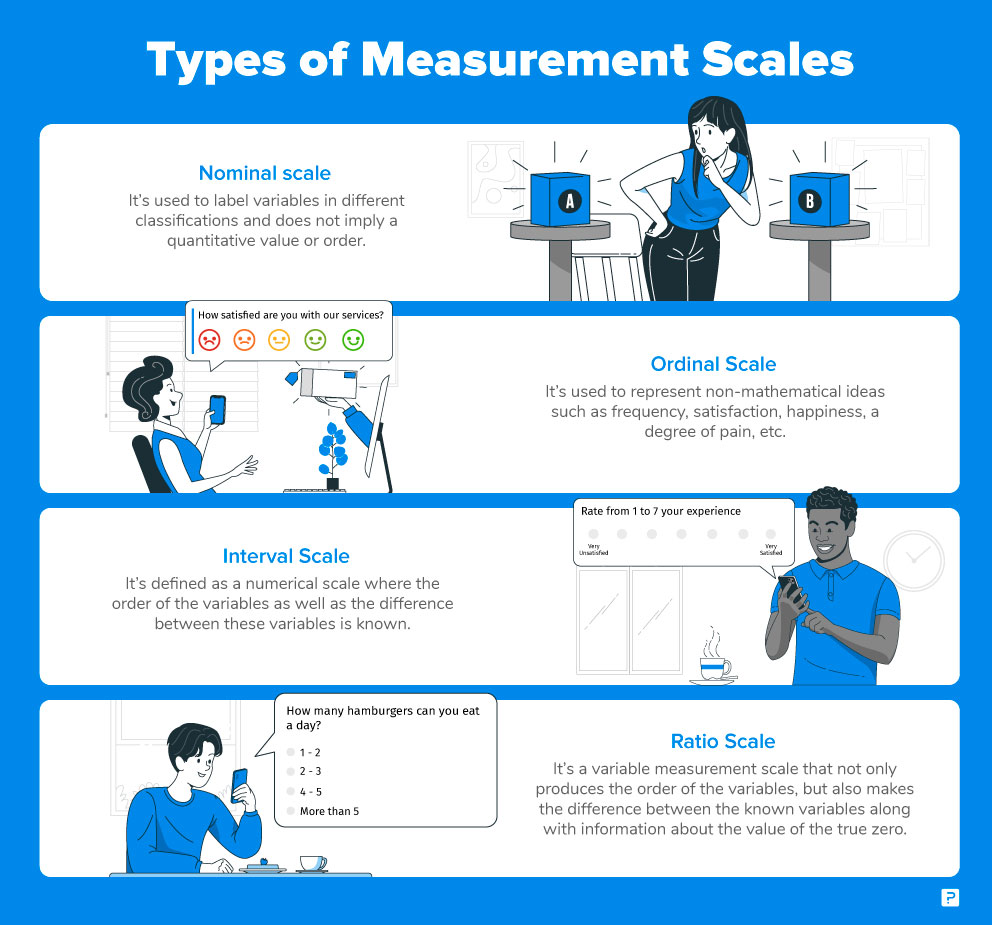 Types of Measurement Scales
Nominal scale
It's used to label variables in different
classifications and does not imply a
quantitative value or order.
A
B
How satisfied are you with our services?
Ordinal Scale
It's used to represent non-mathematical ideas
such as frequency, satisfaction, happiness, a
degree of pain, etc.
Interval Scale
It's defined as a numerical scale where the
order of the variables as well as the difference
between these variables is known.
Rate from 1 to 7 your experience
Very
Unsatisfied
Very
Satisfied
How many hamburgers can you eat
a day?
1 - 2
2 - 3
4 - 5
More than 5
Ratio Scale
It's a variable measurement scale that not only
produces the order of the variables, but also makes
the difference between the known variables along
with information about the value of the true zero.
?